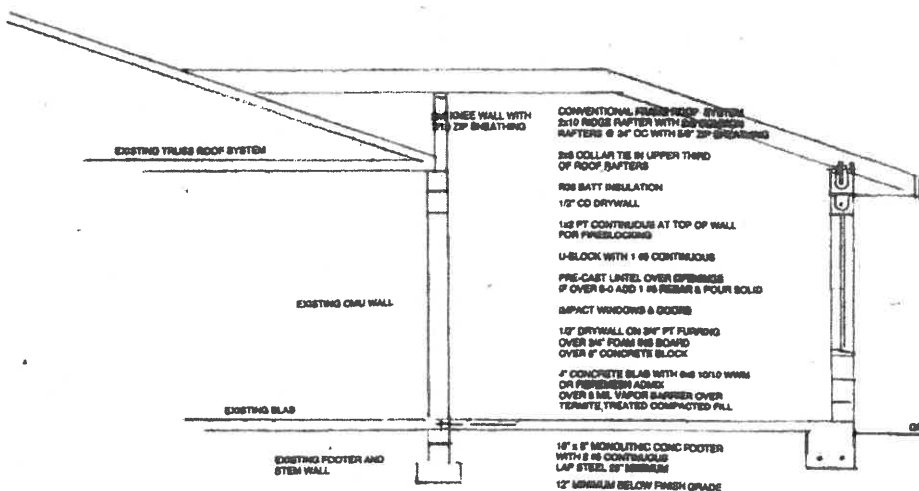 KNEE WALL WITH
ZIP SHEATHING
EXISTING TRUSS ROOF SYSTEM
CONVENTIONAL ROOF SYSTEM
2x10 RIDGE RAFTER WITH
RAFTERS @ 24" OC WITH 5/8" ZIP SHEATHING
2x6 COLLAR TIE IN UPPER THIRD
OF ROOF RAFTERS
BATT INSULATION
1/2" CD DRYWALL
1x2 PT CONTINUOUS AT TOP OF WALL
FOR FIREBLOCKING
U-BLOCK WITH 1 #5 CONTINUOUS
PRE-CAST LINTEL OVER OPENINGS
IF OVER 6-0 ADD 1 #5 REBAR & POUR SOLID
IMPACT WINDOWS & DOORS
EXISTING CMU WALL
1/2" DRYWALL ON 3/4" PT FURRING
OVER 3/4" FOAM INS BOARD
OVER 8" CONCRETE BLOCK
4" CONCRETE SLAB WITH 6x6 10/10 WWM
OR FIBERMESH ADMIX
OVER 6 MIL VAPOR BARRIER OVER
TERMITE TREATED COMPACTED FILL
EXISTING SLAB
EXISTING FOOTER AND
STEM WALL
MONOLITHIC CONC FOOTER
WITH 2 #5 CONTINUOUS
LAP STEEL 25" MINIMUM
12" MINIMUM BELOW FINISH GRADE